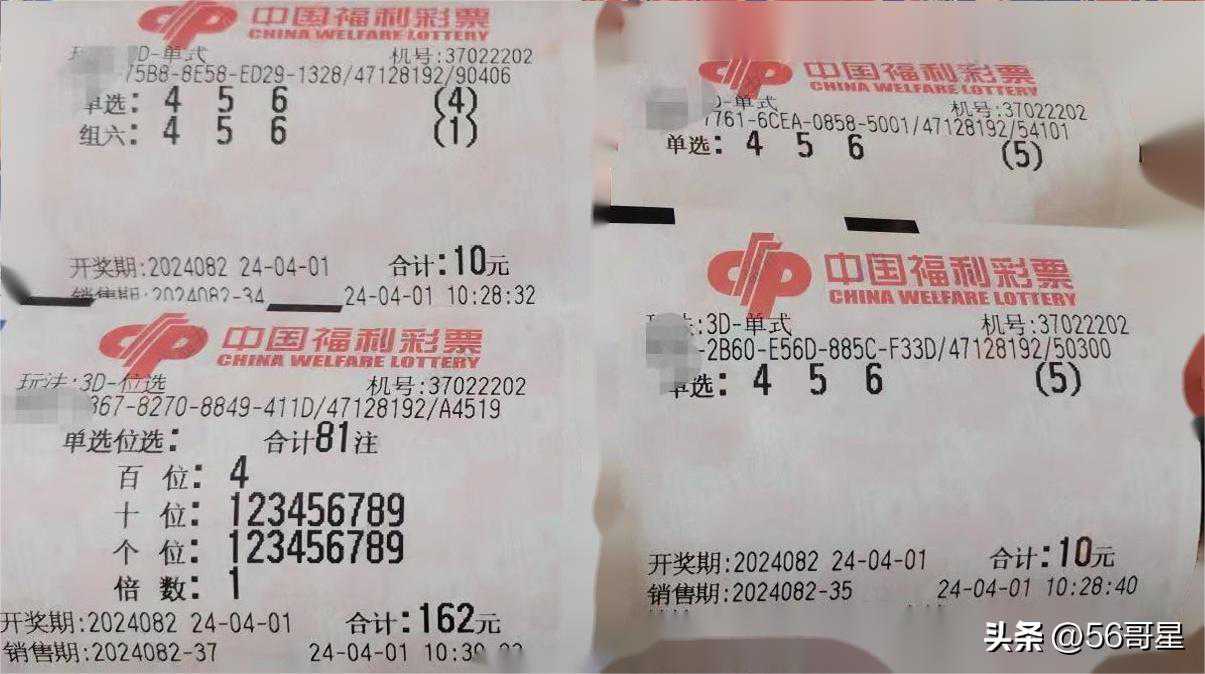 中国福利彩票
CHINA WELFARE LOTTERY
3D-单式 机号:37022202
75B8-8E58-ED29-1328/47128192/90406
单选: 4 5 6 (4)
组六: 4 5 6 (1)
开奖期:2024082 24-04-01 合计:10元
销售期:2024082-34 24-04-01 10:28:32
中国福利彩票
CHINA WELFARE LOTTERY
玩法:3D-位选 机号:37022202
367-8270-8849-411D/47128192/A4519
单选位选: 合计81注
百 位: 4
十 位: 123456789
个 位: 123456789
倍 数: 1
开奖期:2024082 24-04-01 合计:162元
销售期:2024082-37 24-04-01
中国福利彩票
CHINA WELFARE LOTTERY
单式 机号:37022202
7761-6CEA-0858-5001/47128192/54101
单选: 4 5 6 (5)
中国福利彩票
CHINA WELFARE LOTTERY
:3D-单式 机号:37022202
-2B60-E56D-885C-F33D/47128192/50300
单选: 4 5 6 (5)
开奖期:2024082 24-04-01 合计:10元
销售期:2024082-35 24-04-01 10:28:40
头条 @56哥星